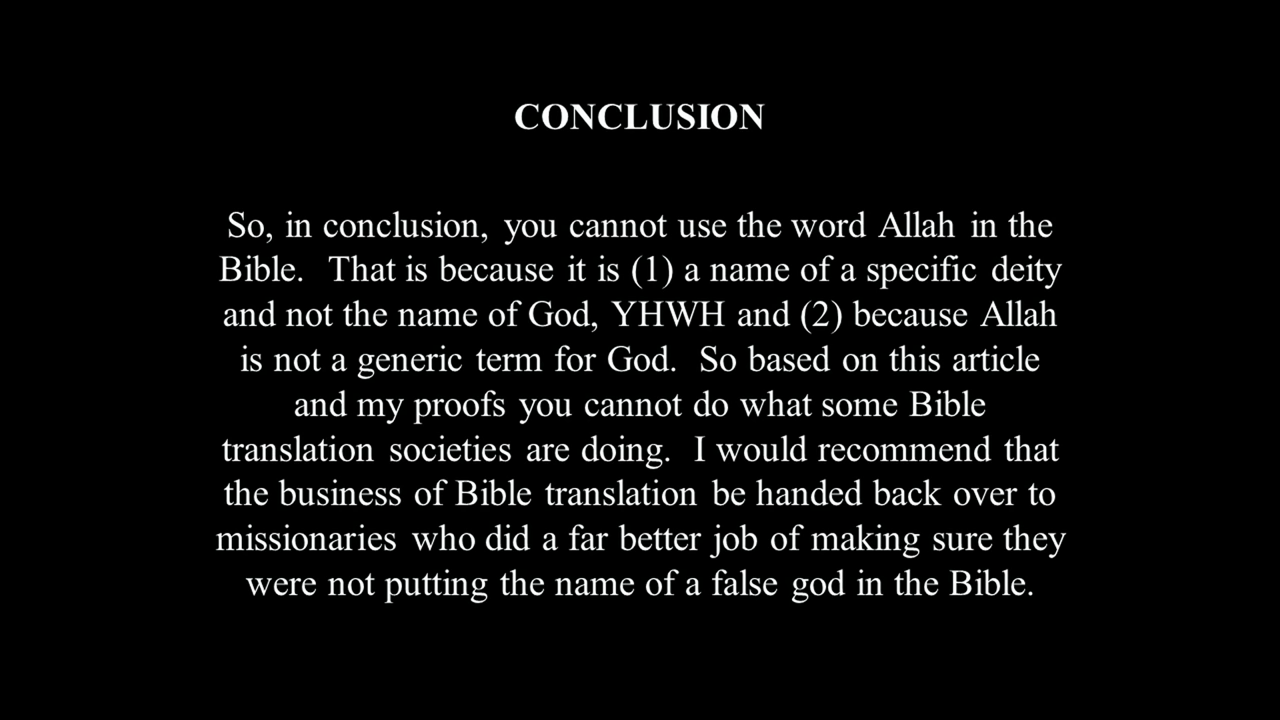 CONCLUSION
So, in conclusion, you cannot use the word Allah in the
Bible. That is because it is (1) a name of a specific deity
and not the name of God, YHWH and (2) because Allah
is not a generic term for God. So based on this article
and my proofs you cannot do what some Bible
translation societies are doing. I would recommend that
the business of Bible translation be handed back over to
missionaries who did a far better job of making sure they
were not putting the name of a false god in the Bible.